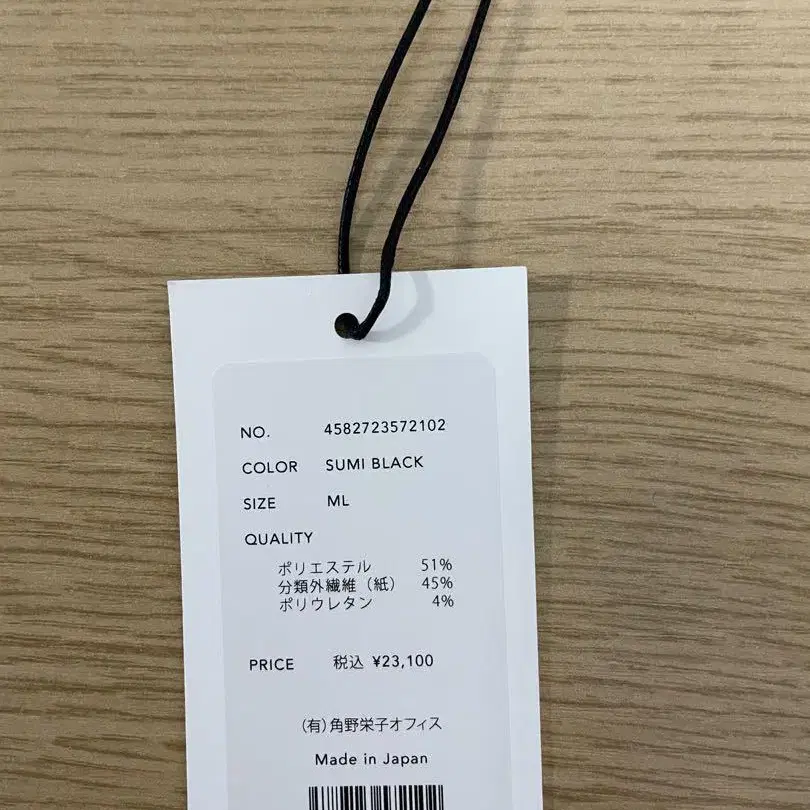 NO. 4582723572102
COLOR SUMI BLACK
SIZE ML
QUALITY
ポリエステル 51%
分類外繊維（紙） 45%
ポリウレタン 4%
PRICE 税込 ¥23,100
(有)角野栄子オフィス
Made in Japan